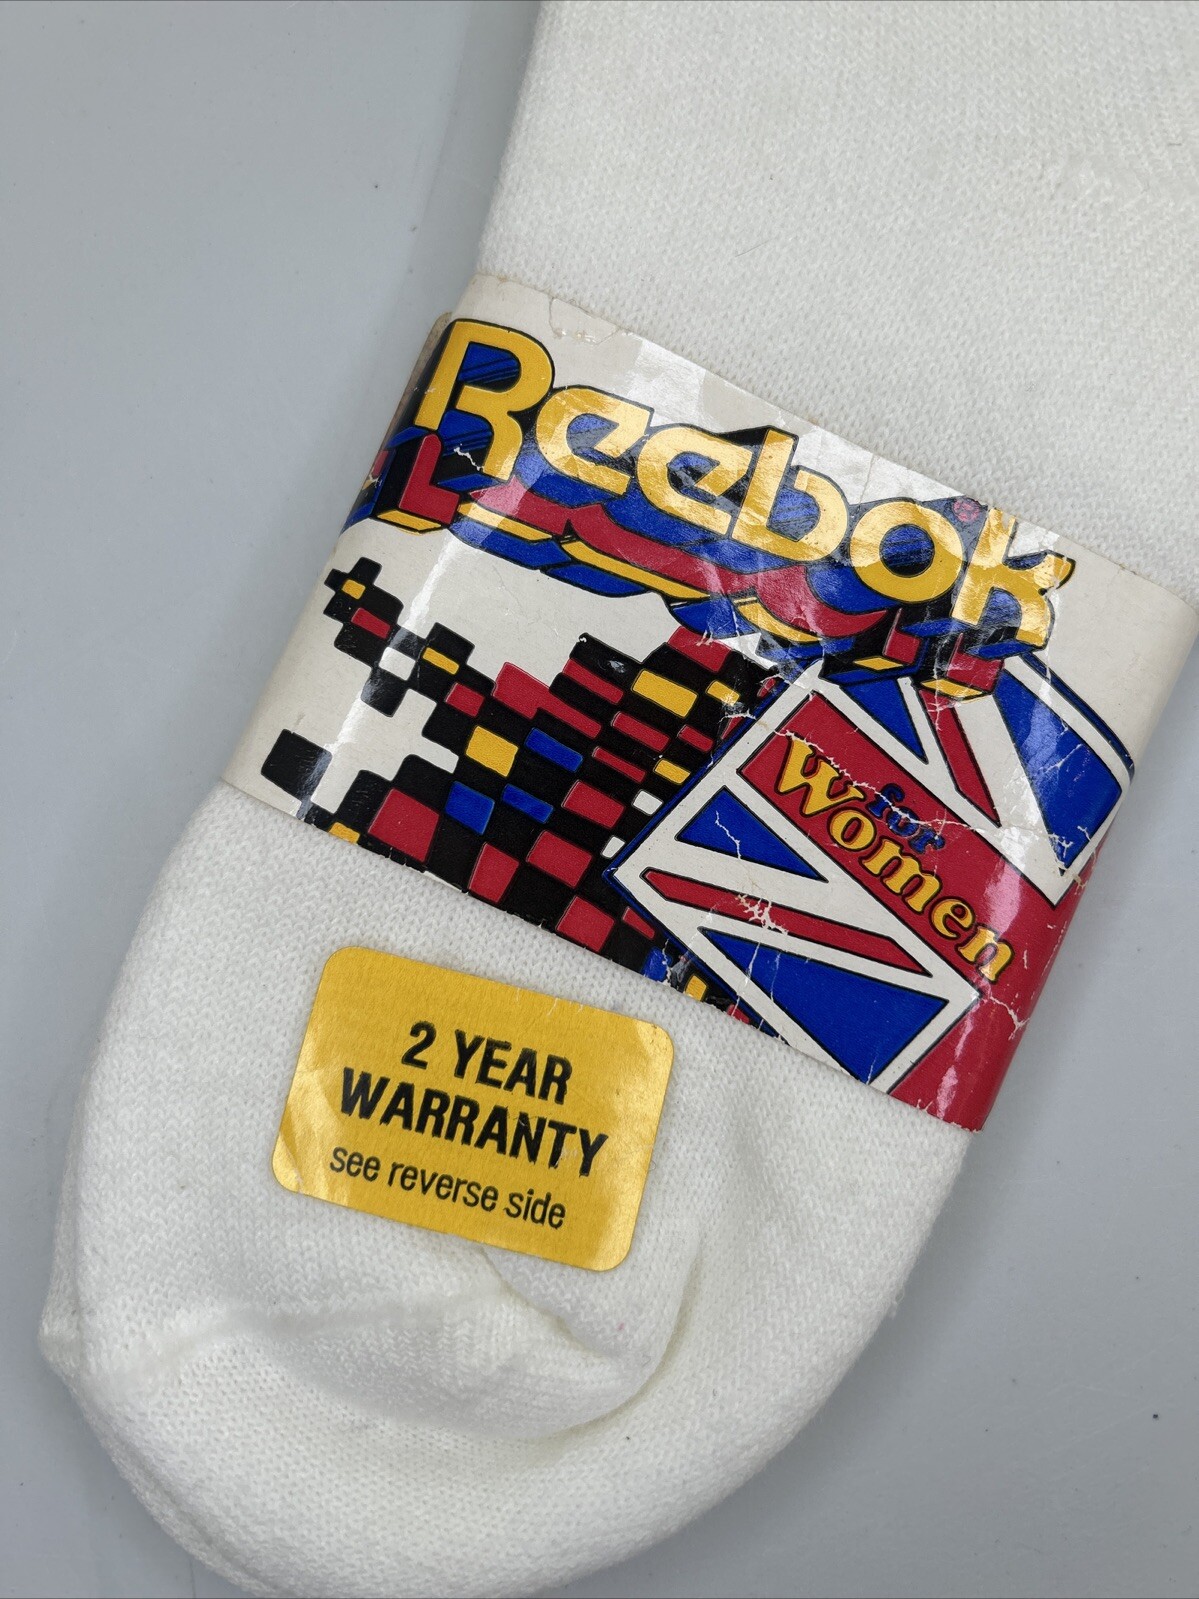 Reebok
for
Women
2 YEAR
WARRANTY
see reverse side